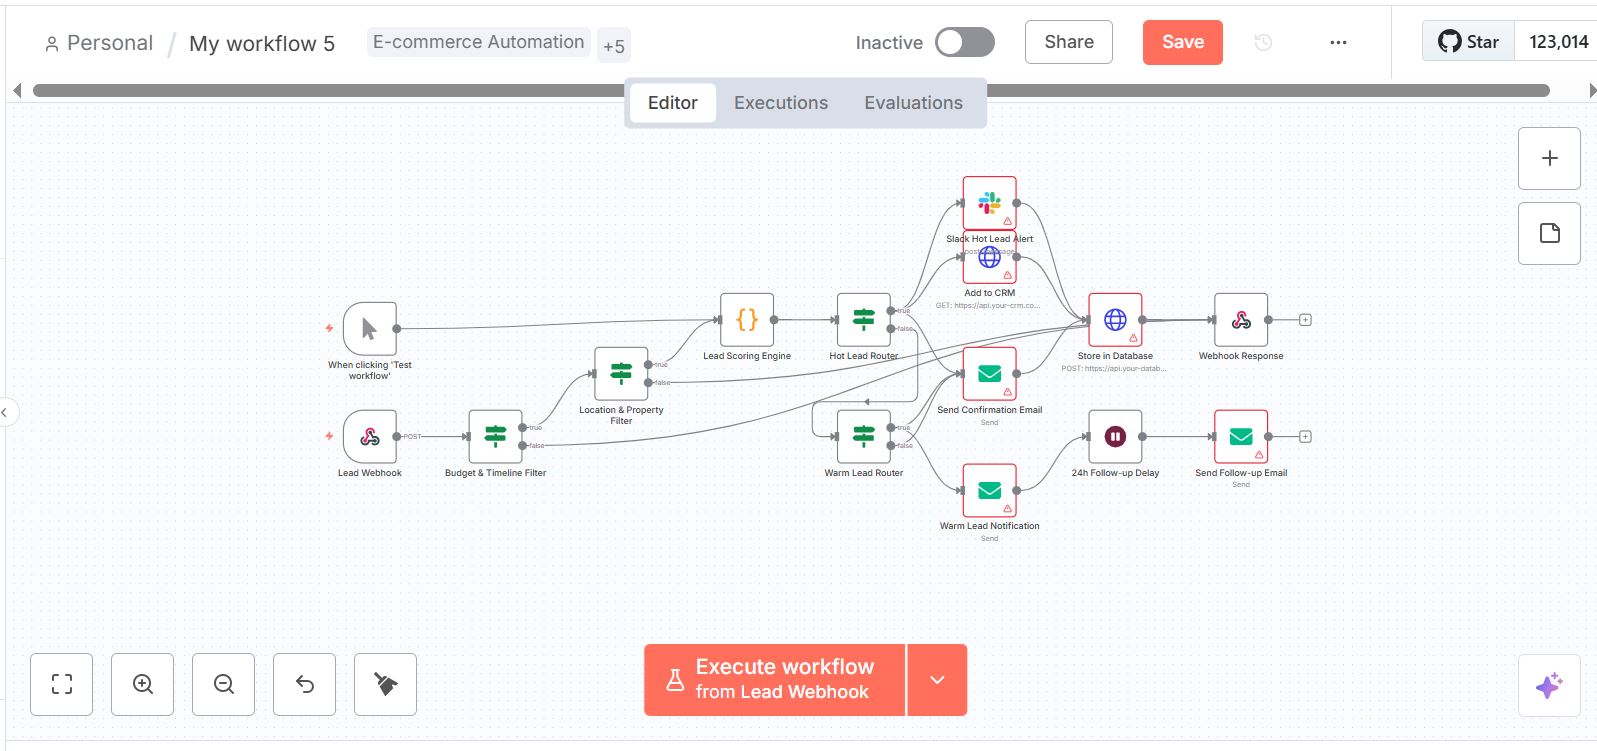 Personal / My workflow 5 E-commerce Automation +5 Inactive Share Save ... Star 123,014
Editor Executions Evaluations
Slack Hot Lead Alert
Add to CRM
GET: https://api.your-crm.co...
true
false
Lead Scoring Engine
Hot Lead Router
Store in Database
POST: https://api.your-datab...
Webhook Response
When clicking 'Test
workflow'
true
false
Location & Property
Filter
Send Confirmation Email
Send
POST
true
false
true
false
Lead Webhook
Budget & Timeline Filter
Warm Lead Router
24h Follow-up Delay
Send Follow-up Email
Send
Warm Lead Notification
Send
Execute workflow
from Lead Webhook